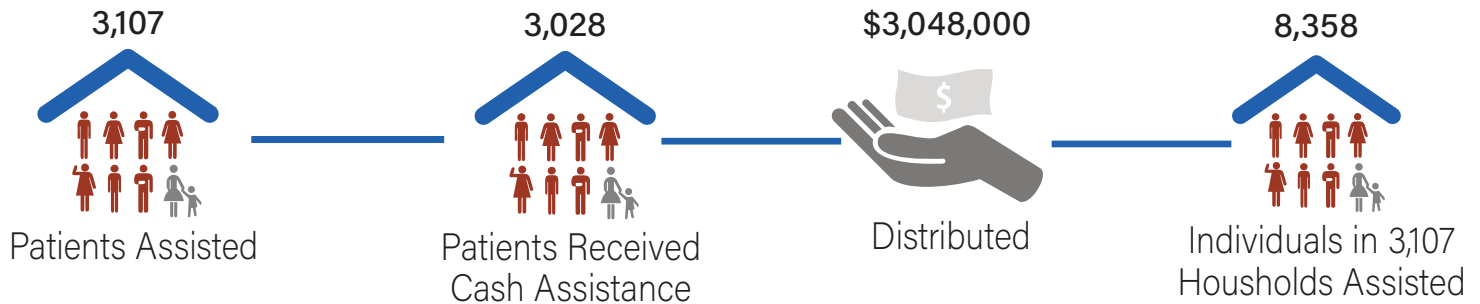 3,107
Patients Assisted
3,028
Patients Received
Cash Assistance
$3,048,000
$
Distributed
8,358
Individuals in 3,107
Housholds Assisted